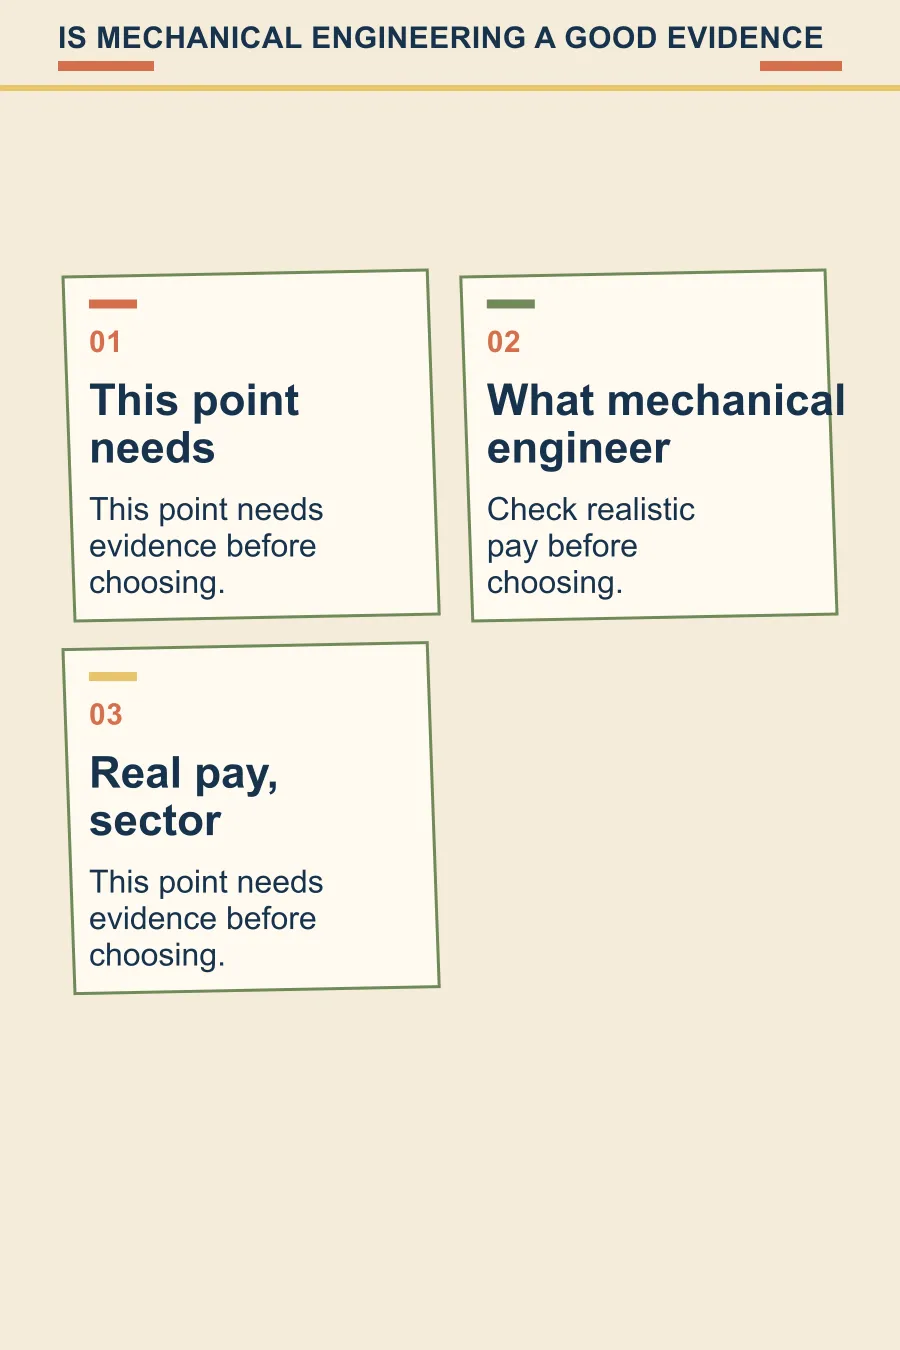 IS MECHANICAL ENGINEERING A GOOD EVIDENCE
01
This point
needs
This point needs
evidence before
choosing.
02
What mechanical
engineer
Check realistic
pay before
choosing.
03
Real pay,
sector
This point needs
evidence before
choosing.